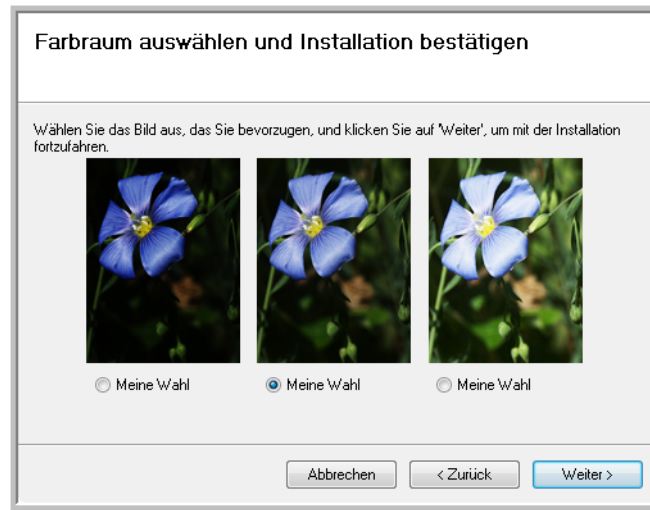 Farbraum auswählen und Installation bestätigen
Wählen Sie das Bild aus, das Sie bevorzugen, und klicken Sie auf 'Weiter', um mit der Installation
fortzufahren.
Meine Wahl Meine Wahl Meine Wahl
Abbrechen < Zurück Weiter >